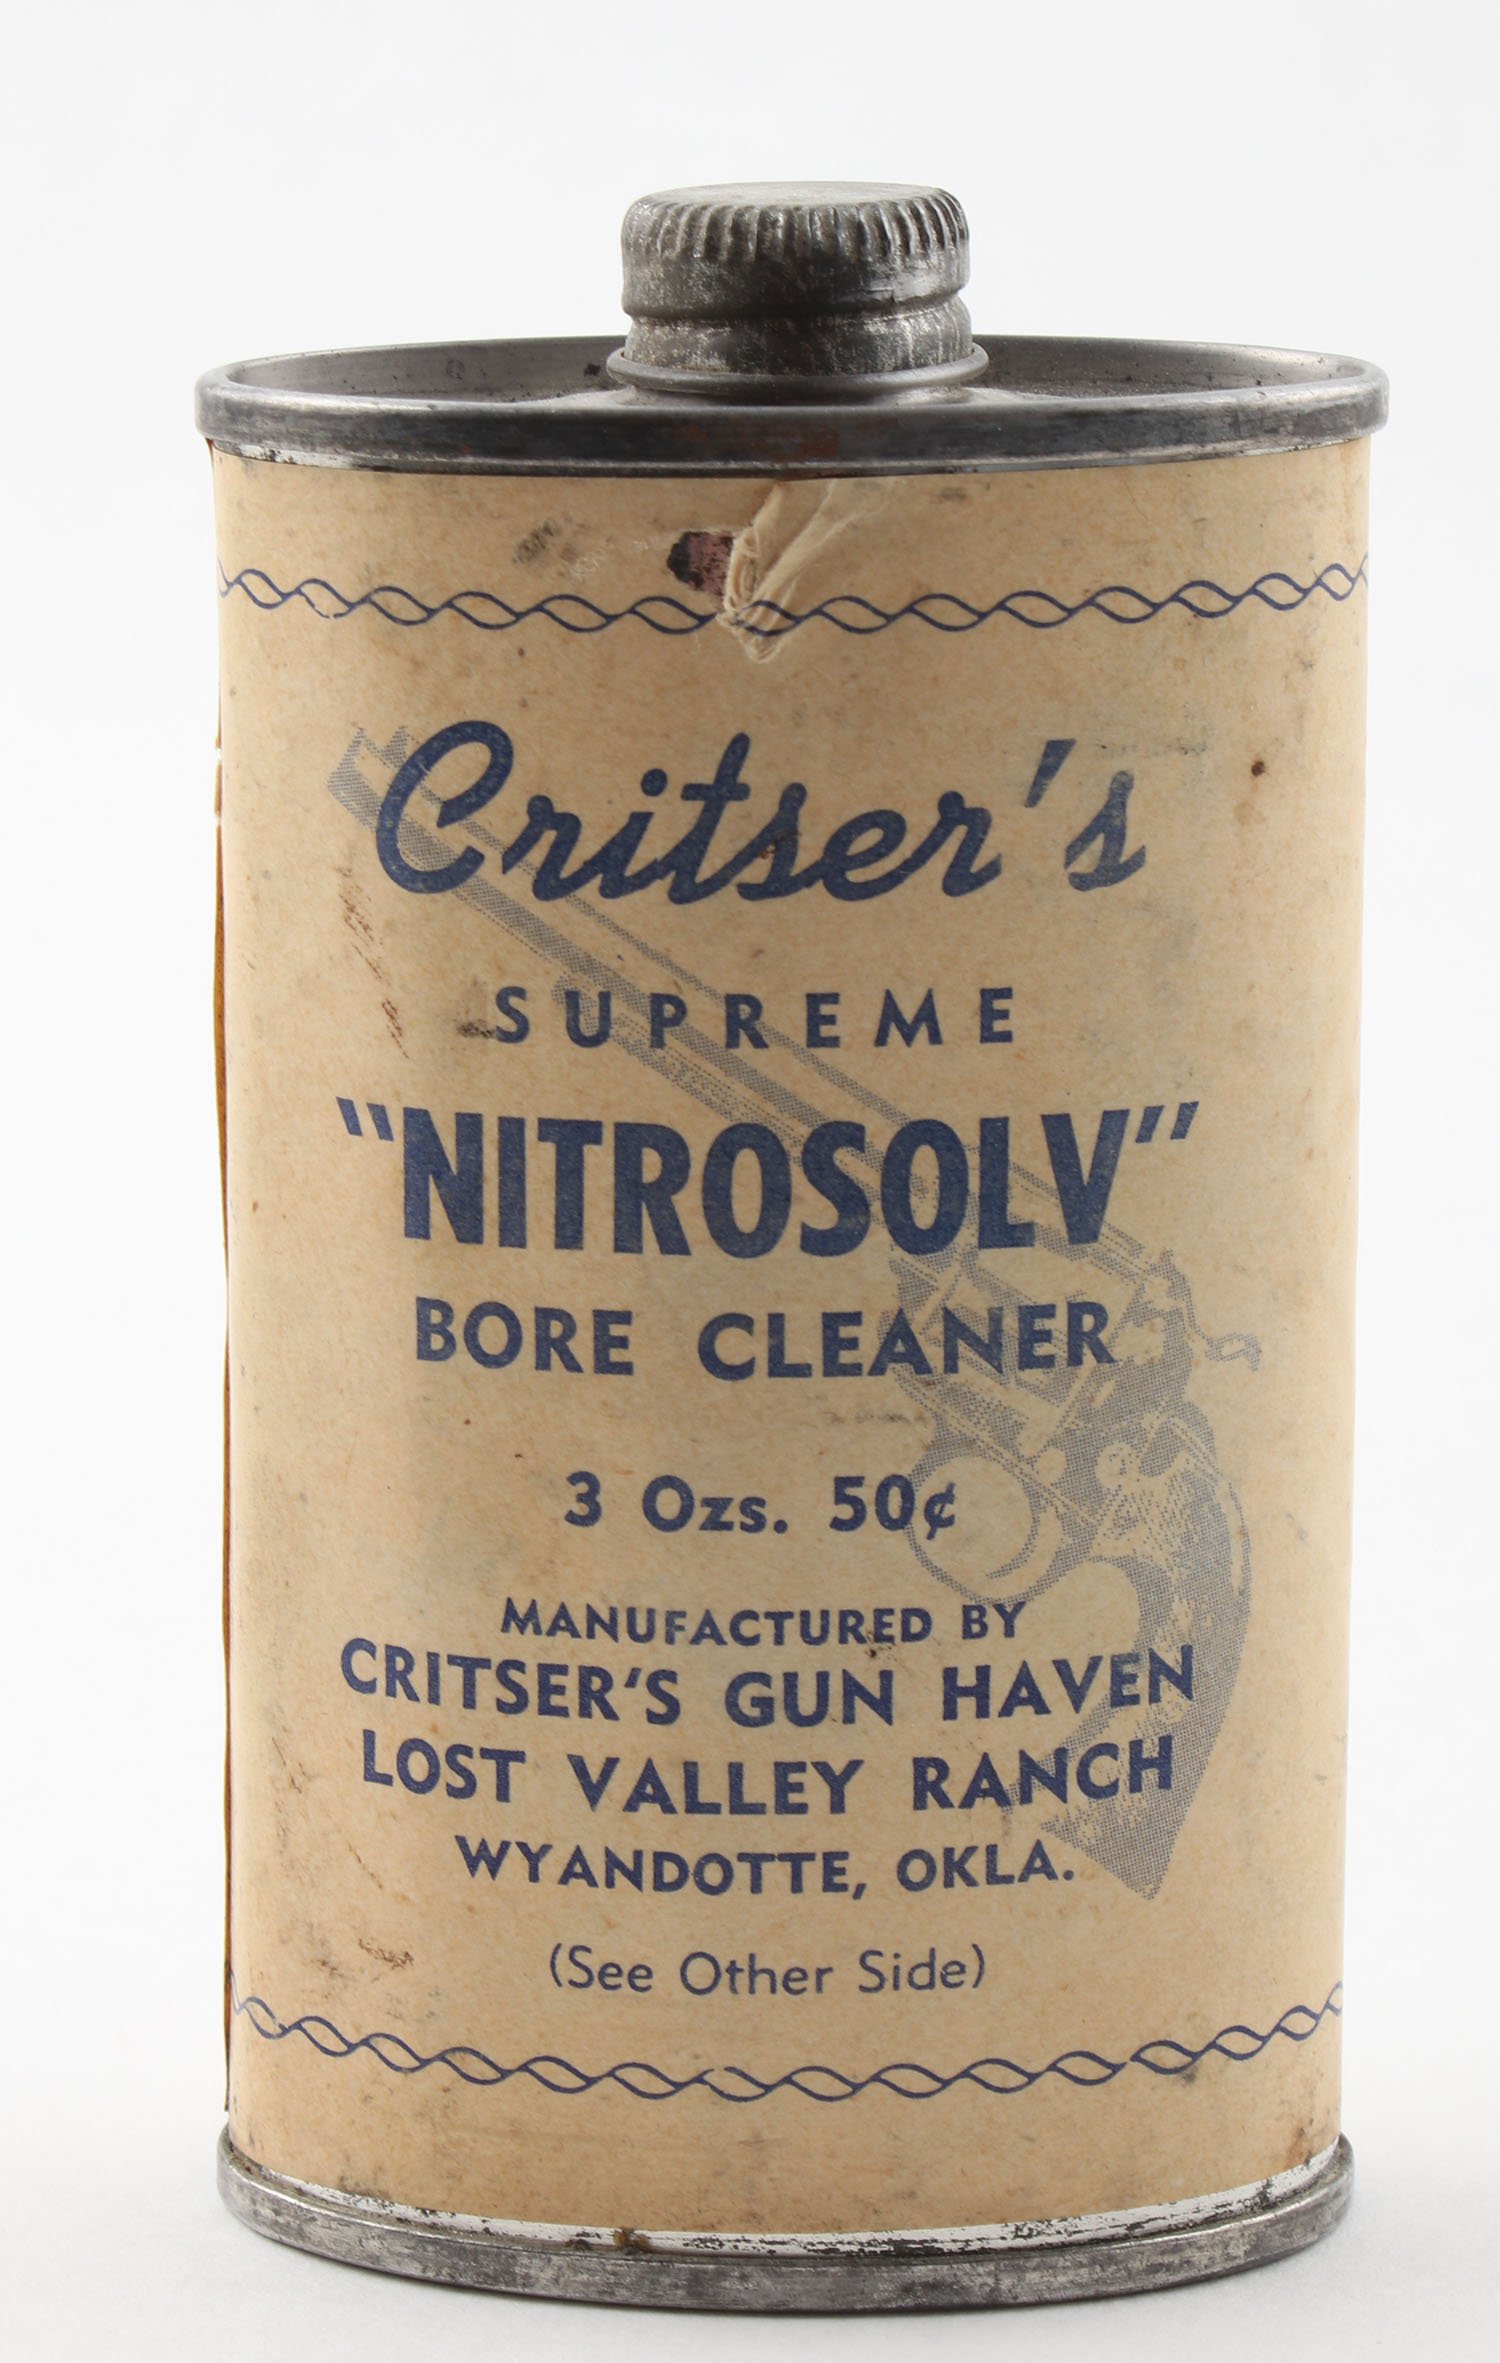 Critser's
SUPREME
"NITROSOLV"
BORE CLEANER
3 Ozs. 50¢
MANUFACTURED BY
CRITSER'S GUN HAVEN
LOST VALLEY RANCH
WYANDOTTE, OKLA.
(See Other Side)